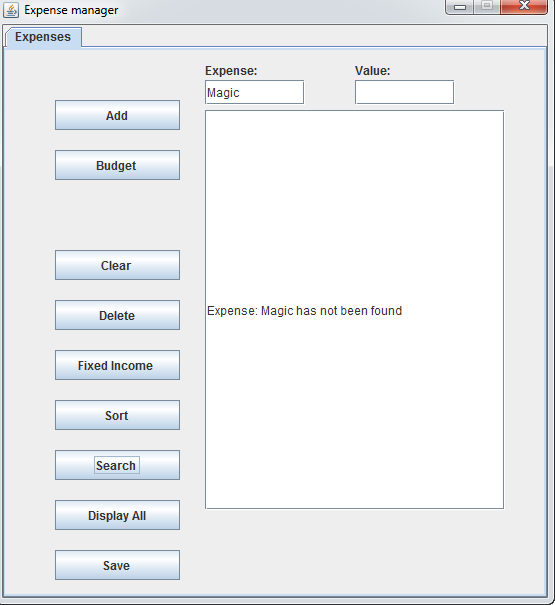 Expense manager
Expenses
Expense: Value:
Magic
Add
Budget
Clear
Delete
Expense: Magic has not been found
Fixed Income
Sort
Search
Display All
Save